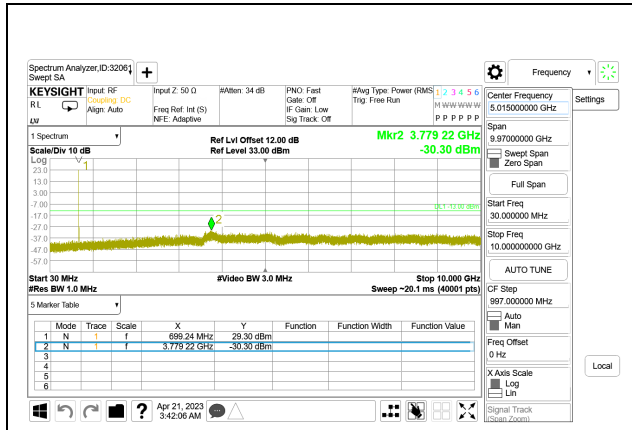 Spectrum Analyzer,ID:32061
Swept SA
Frequency
KEYSIGHT
Input: RF
Input Z: 50 Ω
#Atten: 34 dB
PNO: Fast
#Avg Type: Power (RMS
1 2 3 4 5 6
R L
Coupling: DC
Gate: Off
Trig: Free Run
Align: Auto
Freq Ref: Int (S)
IF Gain: Low
M W W W W W
NFE: Adaptive
Sig Track: Off
P P P P P P
LXI
Center Frequency
5.015000000 GHz
Settings
1 Spectrum
Ref Lvl Offset 12.00 dB
Mkr2 3.779 22 GHz
Scale/Div 10 dB
Ref Level 33.00 dBm
-30.30 dBm
Span
9.97000000 GHz
Swept Span
Zero Span
Log
1
23.0
13.0
3.00
-7.00
DL1 -13.00 dBm
-17.0
2
-27.0
-37.0
-47.0
-57.0
Full Span
Start Freq
30.000000 MHz
Stop Freq
10.000000000 GHz
AUTO TUNE
Start 30 MHz
#Video BW 3.0 MHz
Stop 10.000 GHz
#Res BW 1.0 MHz
Sweep ~20.1 ms (40001 pts)
CF Step
997.000000 MHz
Auto
Man
5 Marker Table
Mode Trace Scale X Y Function Function Width Function Value
1 N 1 f 699.24 MHz 29.30 dBm
2 N 1 f 3.779 22 GHz -30.30 dBm
3
4
5
6
Freq Offset
0 Hz
X Axis Scale
Log
Lin
Local
Signal Track
(Span Zoom)
?
Apr 21, 2023
3:42:06 AM